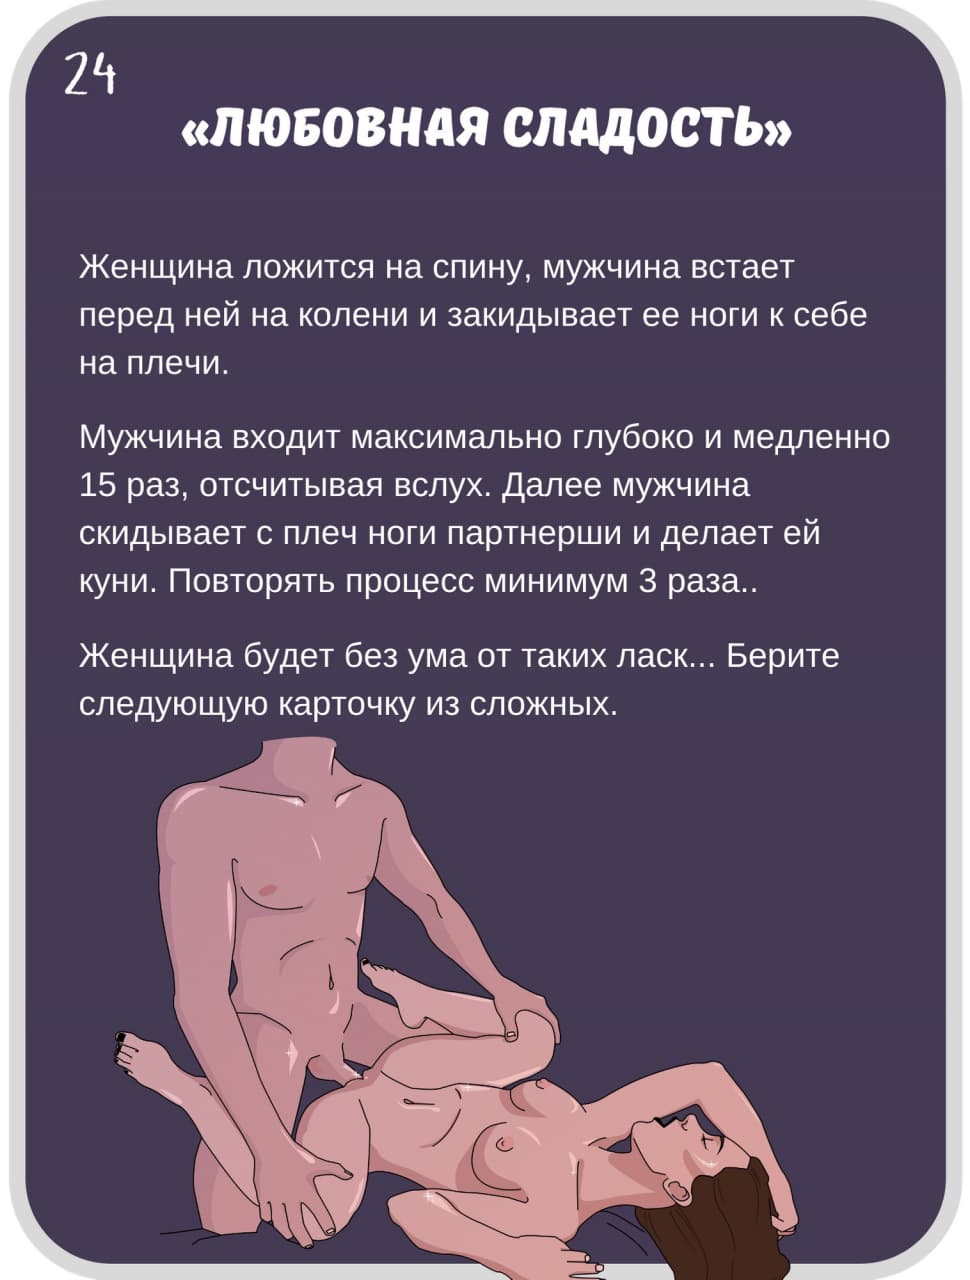 24
«ЛЮБОВНАЯ СЛАДОСТЬ»
Женщина ложится на спину, мужчина встает
перед ней на колени и закидывает ее ноги к себе
на плечи.
Мужчина входит максимально глубоко и медленно
15 раз, отсчитывая вслух. Далее мужчина
скидывает с плеч ноги партнерши и делает ей
куни. Повторять процесс минимум 3 раза..
Женщина будет без ума от таких ласк... Берите
следующую карточку из сложных.